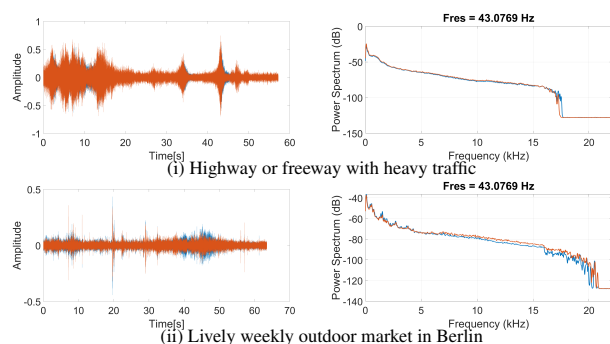 Fres = 43.0769 Hz
1
0.5
0
-0.5
-1
Amplitude
0 10 20 30 40 50 60
Time[s]
0
-50
-100
-150
Power Spectrum (dB)
0 5 10 15 20
Frequency (kHz)
(i) Highway or freeway with heavy traffic
Fres = 43.0769 Hz
0.5
0
-0.5
Amplitude
0 10 20 30 40 50 60 70
Time[s]
-40
-60
-80
-100
-120
-140
Power Spectrum (dB)
0 5 10 15 20
Frequency (kHz)
(ii) Lively weekly outdoor market in Berlin